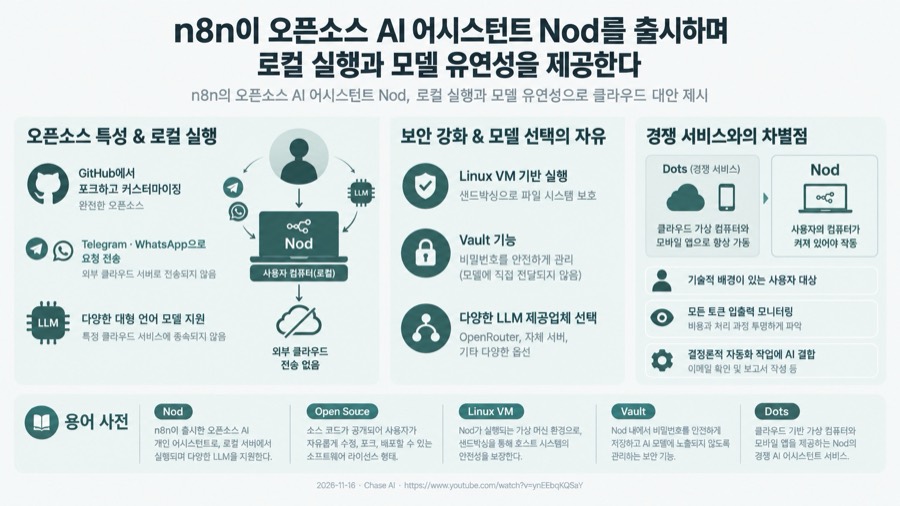 n8n이 오픈소스 AI 어시스턴트 Nod를 출시하며
로컬 실행과 모델 유연성을 제공한다
n8n의 오픈소스 AI 어시스턴트 Nod, 로컬 실행과 모델 유연성으로 클라우드 대안 제시
오픈소스 특성 & 로컬 실행
GitHub에서
포크하고 커스터마이징
완전한 오픈소스
Telegram · WhatsApp으로
요청 전송
외부 클라우드 서버로 전송되지 않음
LLM
다양한 대형 언어 모델 지원
특정 클라우드 서비스에 종속되지 않음
LLM
Nod
사용자 컴퓨터(로컬)
외부 클라우드
전송 없음
보안 강화 & 모델 선택의 자유
Linux VM 기반 실행
샌드박싱으로 파일 시스템 보호
Vault 기능
비밀번호를 안전하게 관리
(모델에 직접 전달되지 않음)
다양한 LLM 제공업체 선택
OpenRouter, 자체 서버,
기타 다양한 옵션
경쟁 서비스와의 차별점
Dots (경쟁 서비스)
클라우드 가상 컴퓨터와
모바일 앱으로 항상 가동
Nod
사용자의 컴퓨터가
켜져 있어야 작동
기술적 배경이 있는 사용자 대상
모든 토큰 입출력 모니터링
비용과 처리 과정 투명하게 파악
결정론적 자동화 작업에 AI 결합
이메일 확인 및 보고서 작성 등
용어 사전
Nod
n8n이 출시한 오픈소스 AI
개인 어시스턴트로, 로컬 서버에서
실행되며 다양한 LLM을 지원한다.
Open Source
소스 코드가 공개되어 사용자가
자유롭게 수정, 포크, 배포할 수 있는
소프트웨어 라이선스 형태.
Linux VM
Nod가 실행되는 가상 머신 환경으로,
샌드박싱을 통해 호스트 시스템의
안전성을 보장한다.
Vault
Nod 내에서 비밀번호를 안전하게
저장하고 AI 모델에 노출되지 않도록
관리하는 보안 기능.
Dots
클라우드 기반 가상 컴퓨터와
모바일 앱을 제공하는 Nod의
경쟁 AI 어시스턴트 서비스.
2026-11-16 · Chase AI · https://www.youtube.com/watch?v=ynEEbqKQSaY